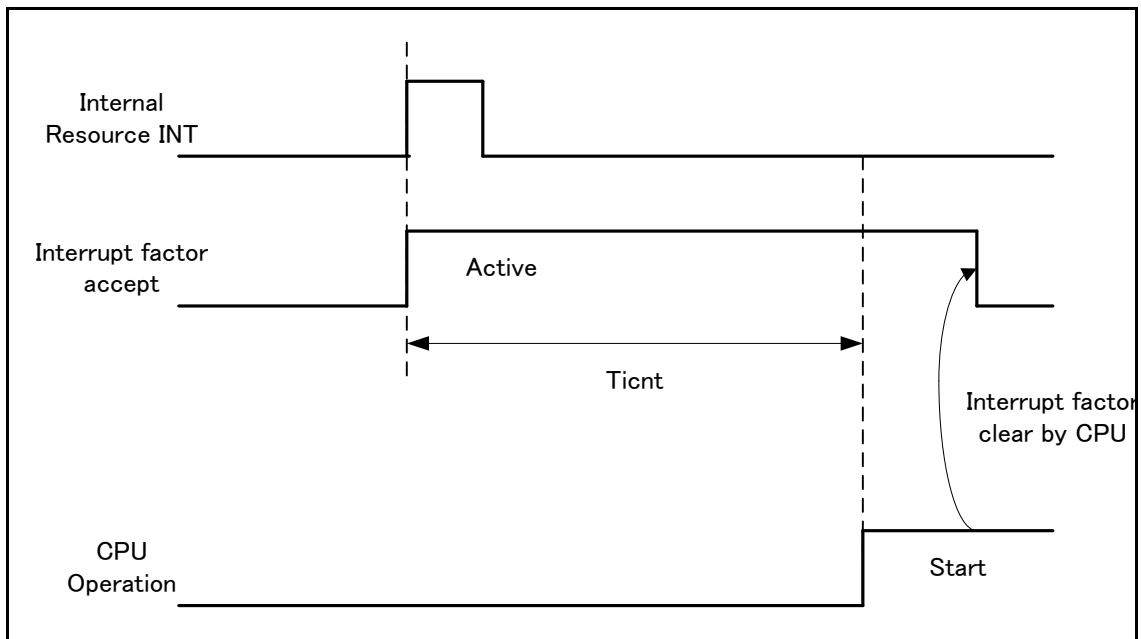 Internal
Resource INT
Interrupt factor
accept
Active
Ticnt
Interrupt factor
clear by CPU
CPU
Operation
Start